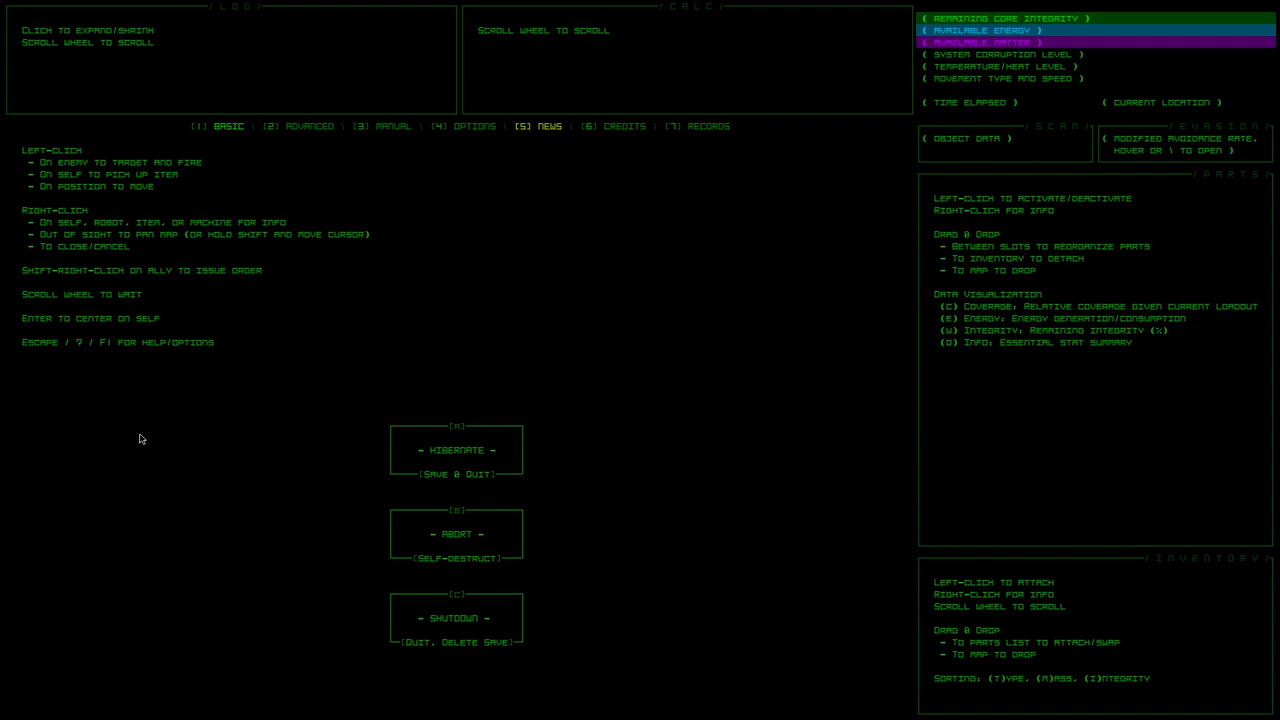 / LOG /
Click to expand/shrink
Scroll wheel to scroll
/ CALC /
Scroll wheel to scroll
( Remaining Core Integrity )
( Available Energy )
( Available Matter )
( System Corruption Level )
( Temperature/Heat Level )
( Movement Type and Speed )
( Time Elapsed )
( Current Location )
[1] BASIC \ [2] ADVANCED \ [3] MANUAL \ [4] OPTIONS \ [5] NEWS \ [6] CREDITS \ [7] RECORDS
/ SCAN /
( Object Data )
/ EVASION /
( Modified avoidance rate,
hover or \ to open )
Left-click
- On enemy to target and fire
- On self to pick up item
- On position to move
Right-click
- On self, robot, item, or machine for info
- Out of sight to pan map (or hold shift and move cursor)
- To close/cancel
Shift-right-click on ally to issue order
Scroll wheel to wait
Enter to center on self
Escape / ? / F1 for help/options
[A]
- HIBERNATE -
[Save & Quit]
[B]
- ABORT -
[Self-destruct]
[C]
- SHUTDOWN -
[Quit, Delete Save]
/ PARTS /
Left-click to activate/deactivate
Right-click for info
Drag & Drop
- Between slots to reorganize parts
- To inventory to detach
- To map to drop
Data Visualization
(C) Coverage: Relative coverage given current loadout
(E) Energy: Energy generation/consumption
(W) Integrity: Remaining integrity (%)
(Q) Info: Essential stat summary
/ INVENTORY /
Left-click to attach
Right-click for info
Scroll wheel to scroll
Drag & Drop
- To parts list to attach/swap
- To map to drop
Sorting: (T)ype, (M)ass, (I)ntegrity